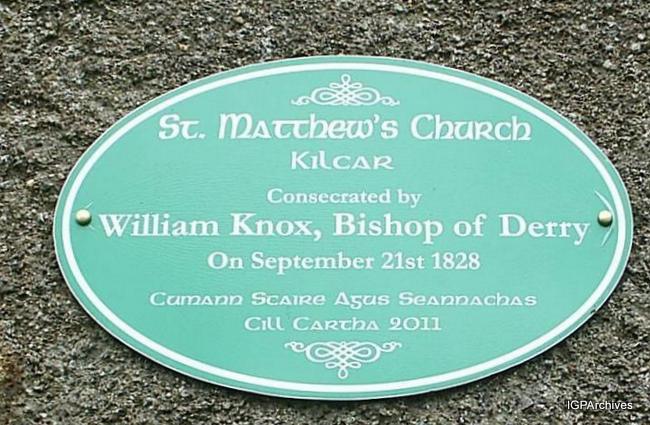 St. Matthew's Church
Kilcar
Consecrated by
William Knox, Bishop of Derry
On September 21st 1828
Cumann Staire Agus Seannachas
Cill Cartha 2011
IGPArchives